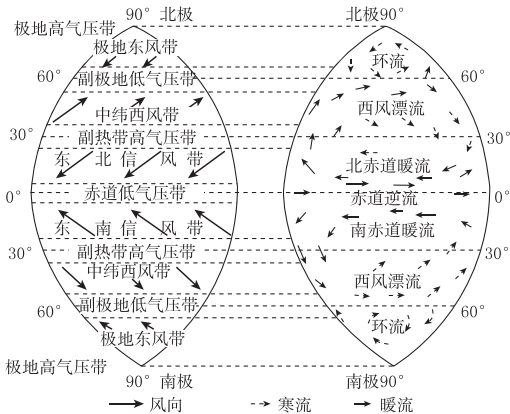 90° 北极
北极90°
极地高气压带
极地东风带
环流
60°
副极地低气压带
60°
中纬西风带
西风漂流
30°
副热带高气压带
30°
东 北 信 风 带
北赤道暖流
0°
赤道低气压带
赤道逆流
0°
东 南 信 风 带
南赤道暖流
30°
副热带高气压带
30°
中纬西风带
西风漂流
副极地低气压带
60°
60°
极地东风带
环流
极地高气压带
90° 南极
南极90°
风向
寒流
暖流